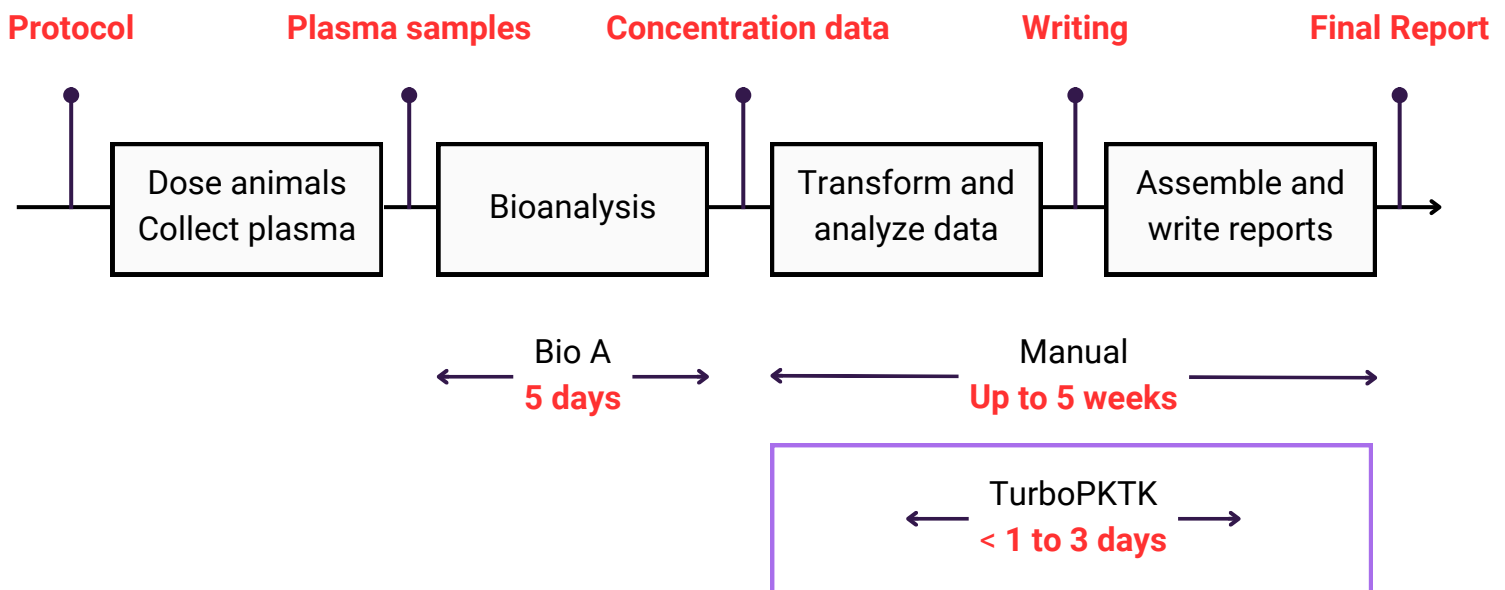 Protocol
Plasma samples
Concentration data
Writing
Final Report
Dose animals
Collect plasma
Bioanalysis
Transform and
analyze data
Assemble and
write reports
Bio A
5 days
Manual
Up to 5 weeks
TurboPKTK
< 1 to 3 days